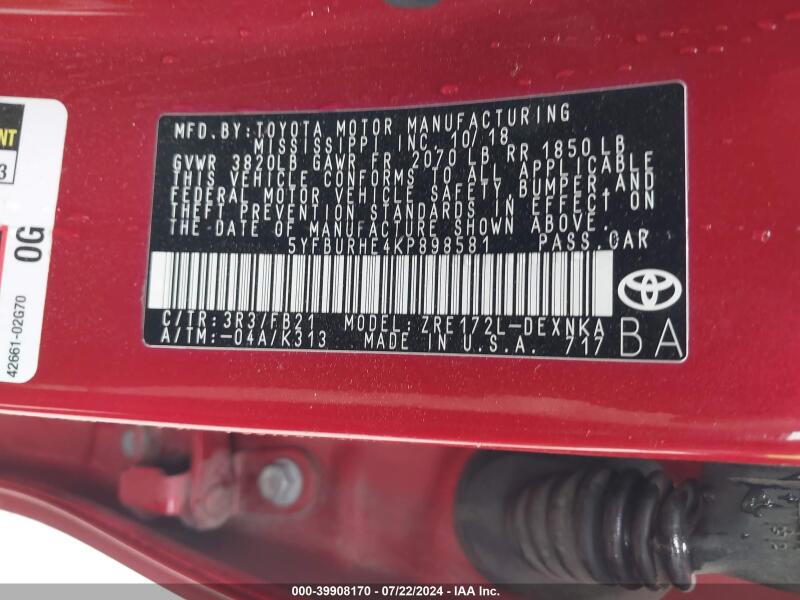 NT
3
0G
42661-02G70
MFD.BY:TOYOTA MOTOR MANUFACTURING
MISSISSIPPI INC. 10/18
GVWR 3820LB GAWR FR 2070 LB RR 1850 LB
THIS VEHICLE CONFORMS TO ALL APPLICABLE
FEDERAL MOTOR VEHICLE SAFETY, BUMPER,AND
THEFT PREVENTION STANDARDS IN EFFECT ON
THE DATE OF MANUFACTURE SHOWN ABOVE.
5YFBURHE4KP898581 PASS.CAR
C/TR:3R3/FB21 MODEL:ZRE172L-DEXNKA
A/TM:-04A/K313 MADE IN U.S.A. 717
BA
000-39908170 - 07/22/2024 - IAA Inc.